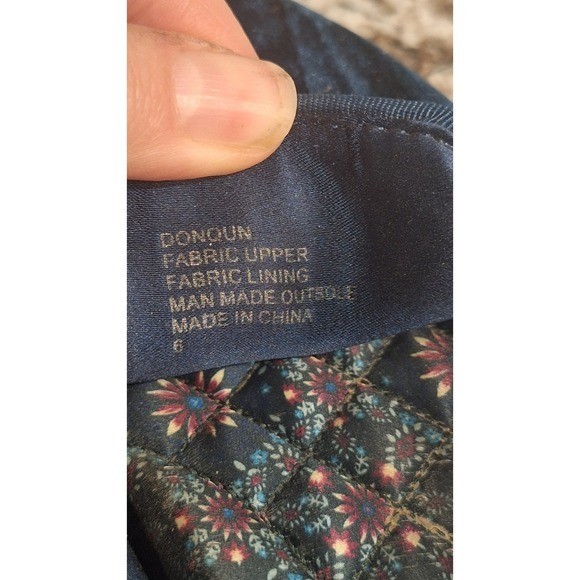 DONQUN
FABRIC UPPER
FABRIC LINING
MAN MADE OUTSOLE
MADE IN CHINA
6